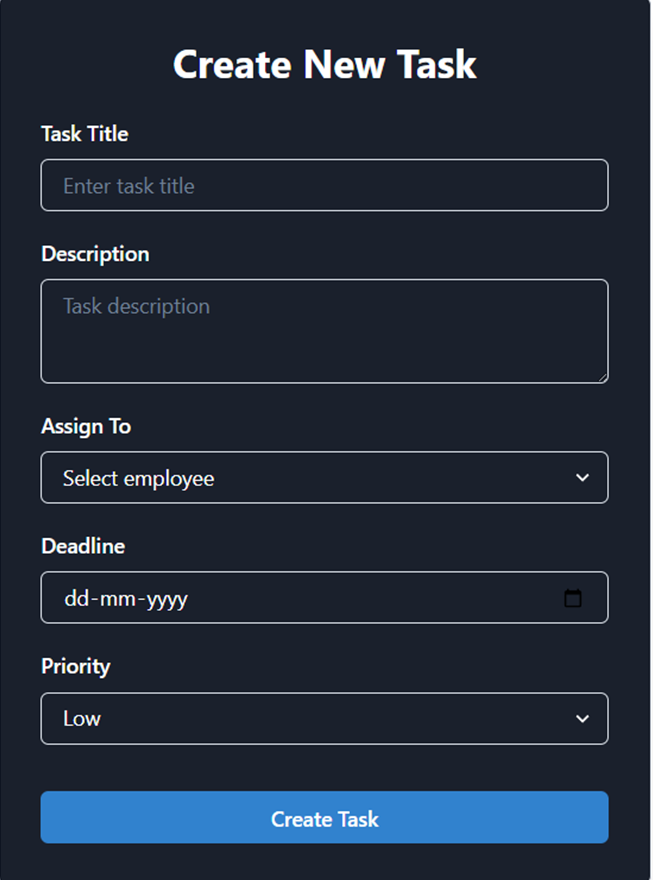 Create New Task
Task Title
Enter task title
Description
Task description
Assign To
Select employee
Deadline
dd-mm-yyyy
Priority
Low
Create Task